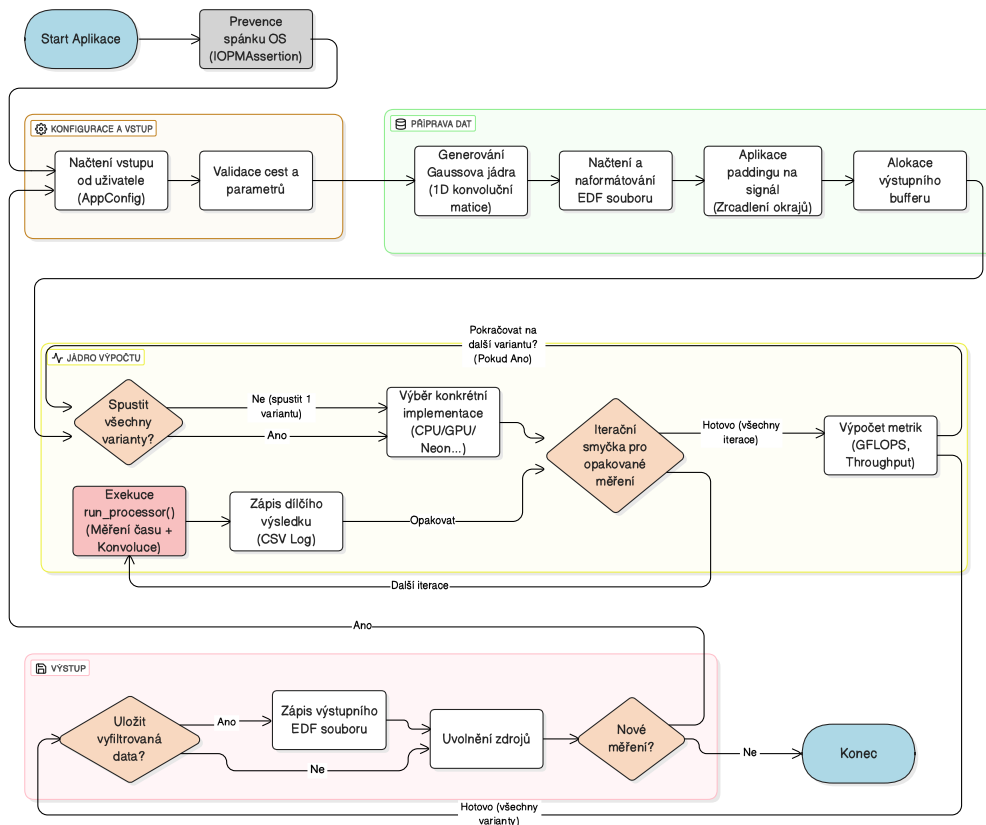 Start Aplikace
Prevence
spánku OS
(IOPMAssertion)
KONFIGURACE A VSTUP
Načtení vstupu
od uživatele
(AppConfig)
Validace cest a
parametrů
PŘÍPRAVA DAT
Generování
Gaussova jádra
(1D konvoluční
matice)
Načtení a
naformátování
EDF souboru
Aplikace
paddingu na
signál
(Zrcadlení okrajů)
Alokace
výstupního
bufferu
Pokračovat na
další variantu?
(Pokud Ano)
JÁDRO VÝPOČTU
Spustit
všechny
varianty?
Ne (spustit 1
variantu)
Ano
Výběr konkrétní
implementace
(CPU/GPU/
Neon...)
Iterační
smyčka pro
opakované
měření
Hotovo (všechny
iterace)
Výpočet metrik
(GFLOPS,
Throughput)
Exekuce
run_processor()
(Měření času +
Konvoluce)
Zápis dílčího
výsledku
(CSV Log)
Opakovat
Další iterace
Ano
VÝSTUP
Uložit
vyfiltrovaná
data?
Ano
Ne
Zápis výstupního
EDF souboru
Uvolnění zdrojů
Nové
měření?
Ne
Konec
Hotovo (všechny
varianty)